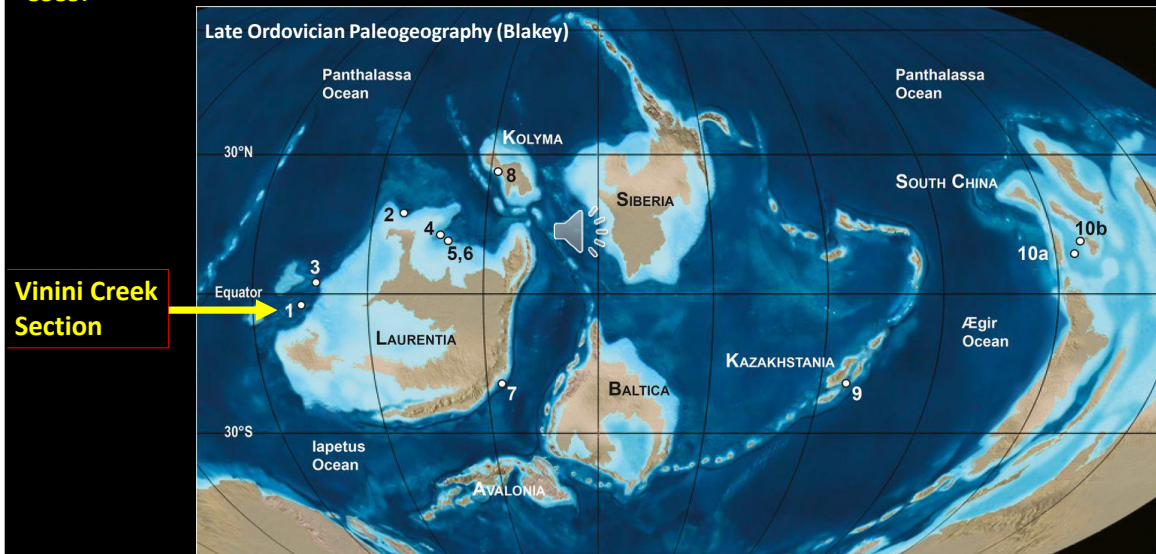 Late Ordovician Paleogeography (Blakey)
Panthalassa
Ocean
Panthalassa
Ocean
KOLYMA
30°N
8
SOUTH CHINA
SIBERIA
2
4
5,6
10b
10a
3
Vinini Creek
Section
Equator
1
LAURENTIA
ÆGIR
Ocean
KAZAKHSTANIA
BALTICA
7
9
30°S
Iapetus
Ocean
AVALONIA